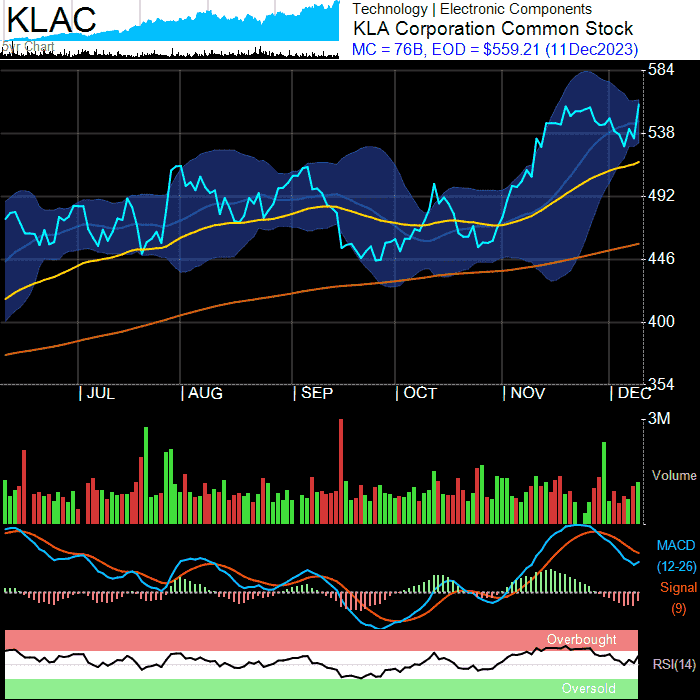 KLAC
5yr Chart
Technology | Electronic Components
KLA Corporation Common Stock
MC = 76B, EOD = $559.21 (11Dec2023)
584
538
492
446
400
354
| JUL | AUG | SEP | OCT | NOV | DEC
3M
Volume
MACD
(12-26)
Signal
(9)
Overbought
RSI(14)
Oversold